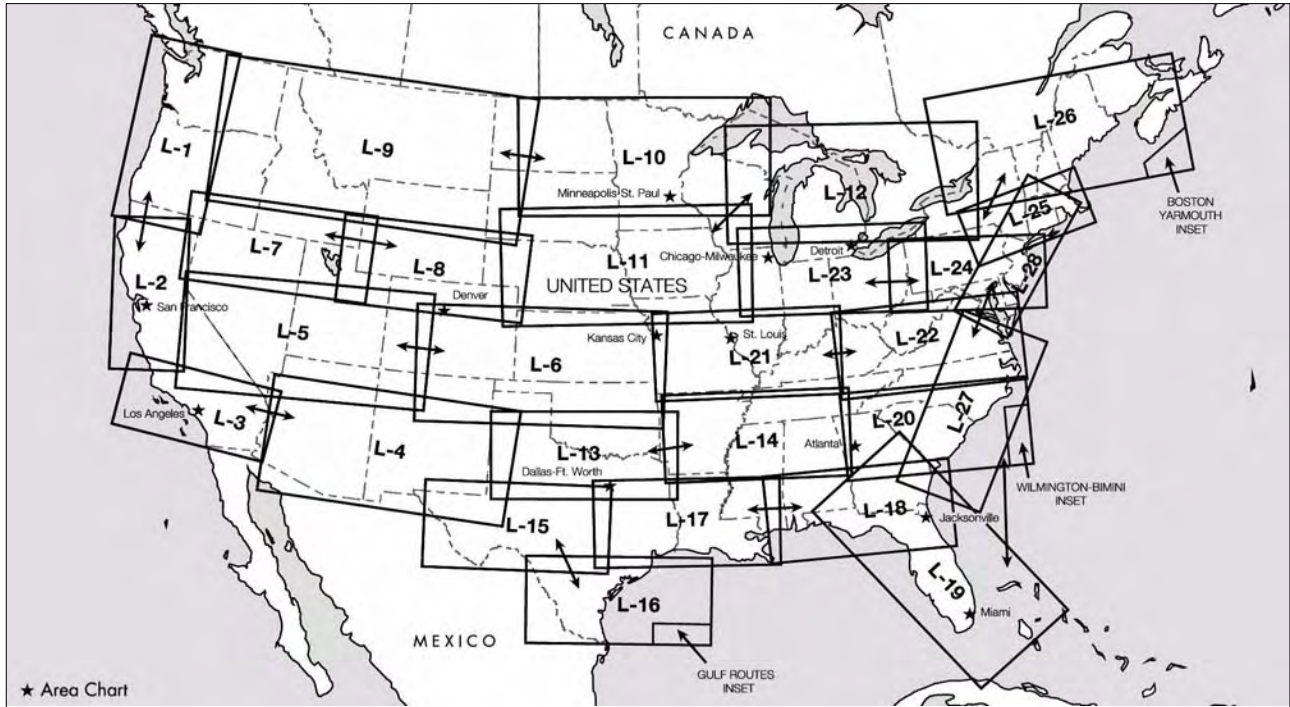 CANADA
L-26
L-1
L-9
L-10
L-12
Minneapolis St. Paul
BOSTON
YARMOUTH
INSET
L-25
L-7
L-8
L-11
Chicago-Milwaukee
Detroit
L-23
L-24
L-28
L-2
San Francisco
UNITED STATES
Denver
L-5
L-6
Kansas City
St. Louis
L-21
L-22
Los Angeles
L-3
L-4
L-13
Dallas-Ft. Worth
L-14
Atlanta
L-20
L-27
WILMINGTON-BIMINI
INSET
L-15
L-17
L-18
Jacksonville
L-16
L-19
Miami
MEXICO
GULF ROUTES
INSET
★ Area Chart